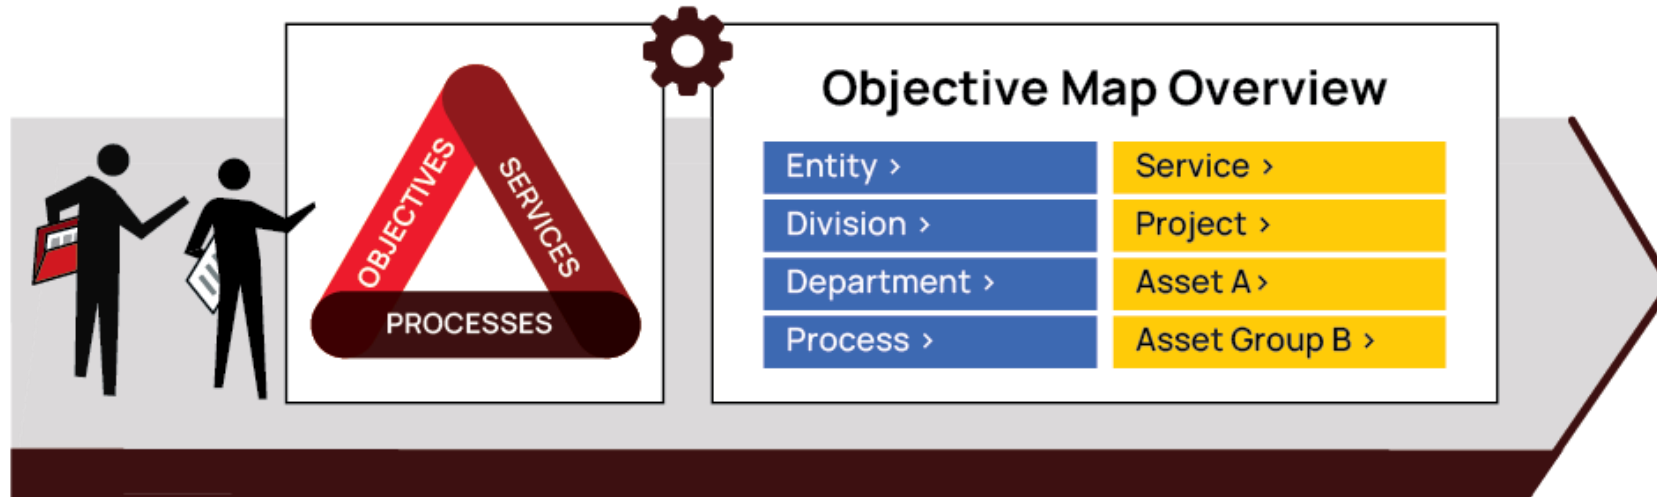 OBJECTIVES
SERVICES
PROCESSES
Objective Map Overview
Entity >
Division >
Department >
Process >
Service >
Project >
Asset A>
Asset Group B >